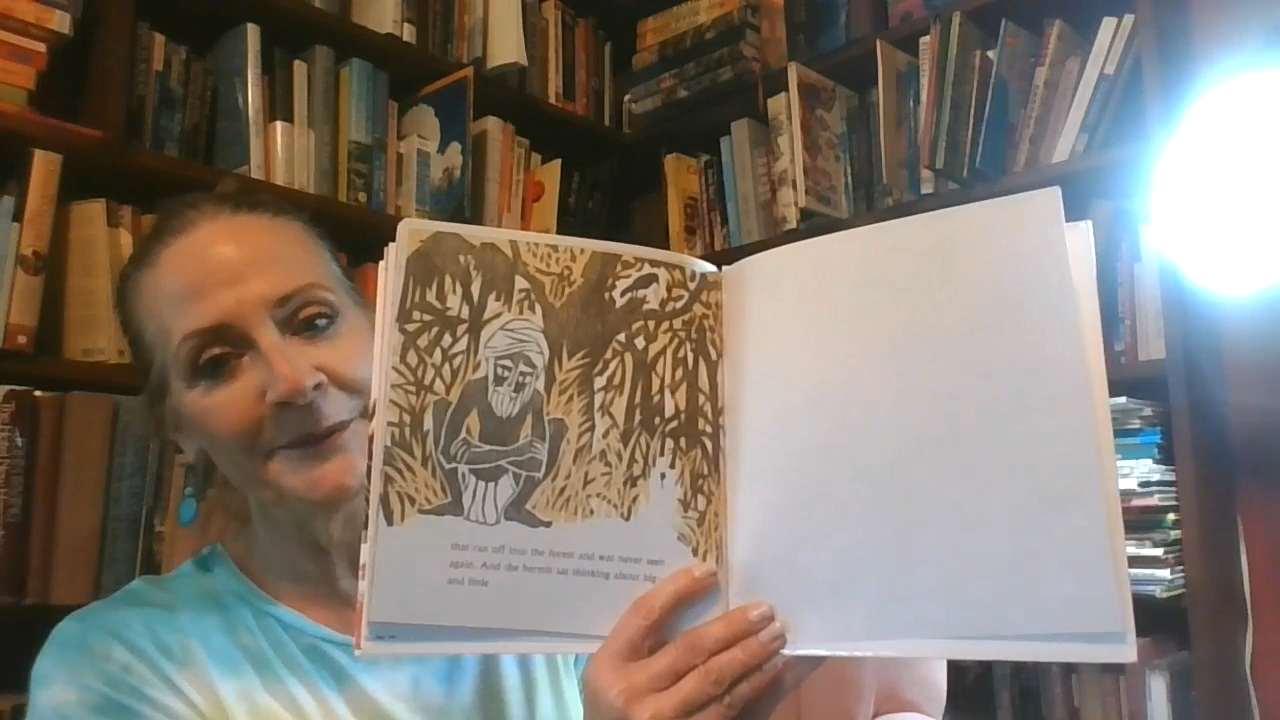 that ran off into the forest and was never seen
again. And the hermit sat thinking about big
and little